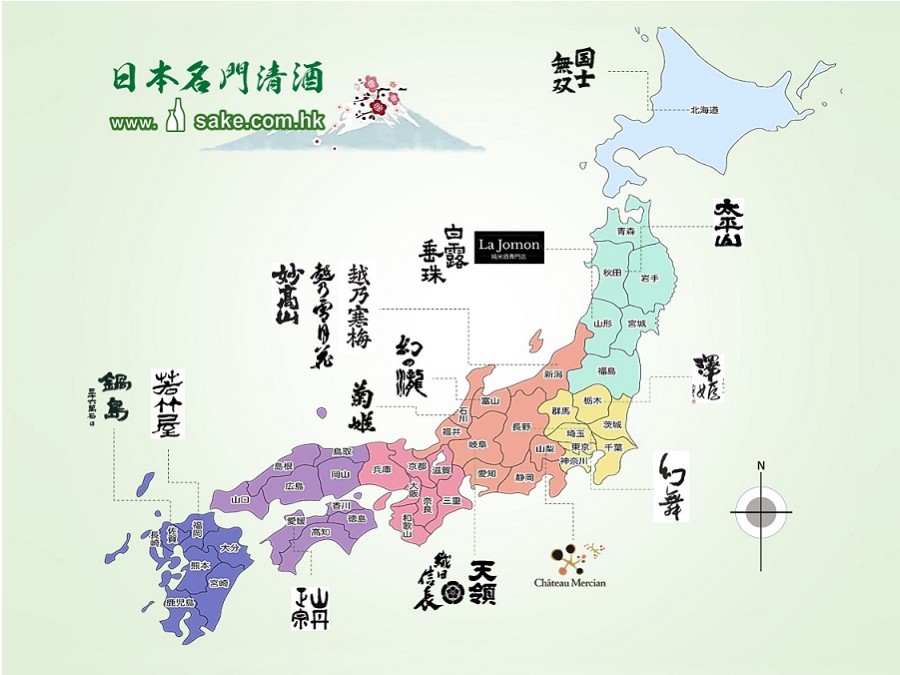 日本名門清酒
www.sake.com.hk
国士
無双
北海道
太平山
青森
秋田
岩手
山形
宮城
福島
白露
垂珠
La Jomon
純米酒專門店
越乃寒梅
越乃雪月花
妙高山
幻の瀧
菊姫
鍋島
若竹屋
澤姫
新潟
富山
石川
福井
長野
岐阜
山梨
愛知
静岡
群馬
栃木
茨城
埼玉
東京
千葉
神奈川
幻舞
N
鳥取
島根
岡山
広島
山口
兵庫
京都
滋賀
大阪
奈良
三重
和歌山
香川
愛媛
徳島
高知
福岡
佐賀
長崎
大分
熊本
宮崎
鹿児島
山丹
正宗
織田
信長
天領
Château Mercian